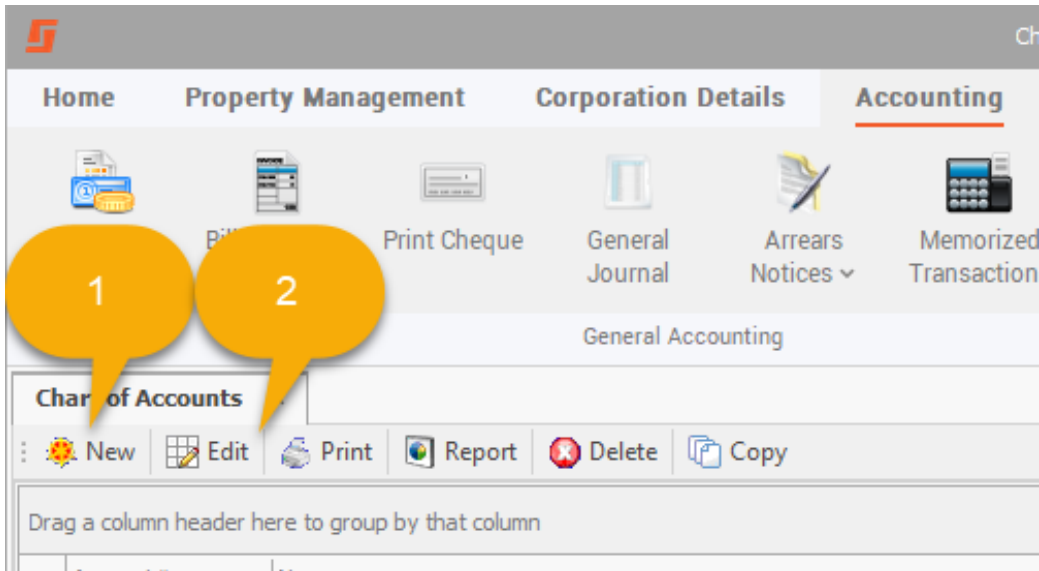 Ch
Home Property Management Corporation Details Accounting
Print Cheque General Arrears Memorized
Journal Notices Transaction
1 2
General Accounting
Chart of Accounts
New Edit Print Report Delete Copy
Drag a column header here to group by that column